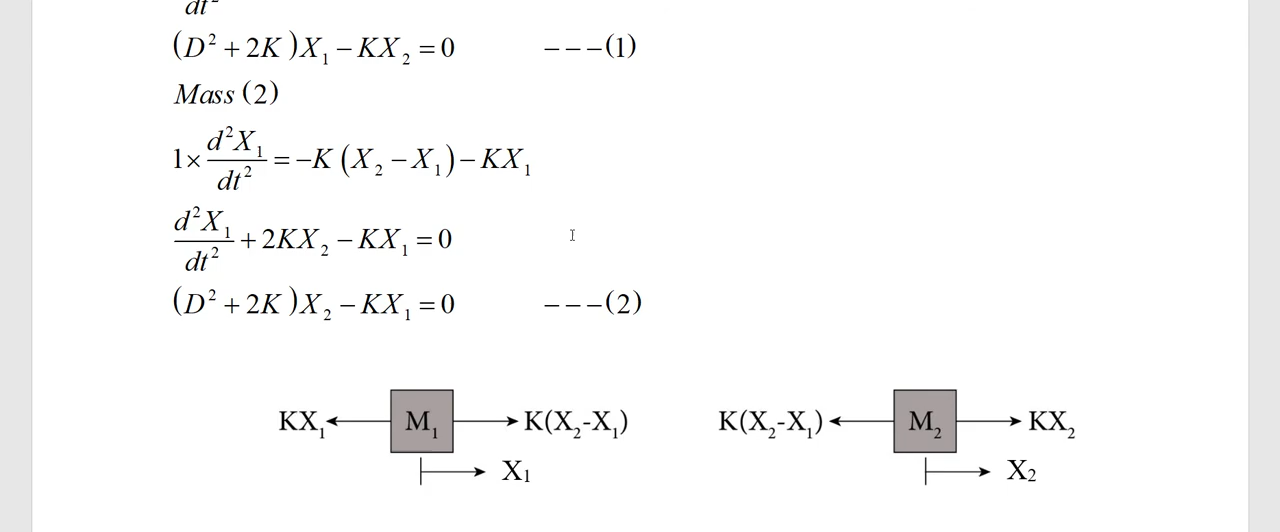 dt²
(D² + 2K)X₁ − KX₂ = 0 −−−(1)
Mass (2)
1× d²X₁/dt² = −K(X₂ − X₁) − KX₁
d²X₁/dt² + 2KX₂ − KX₁ = 0
(D² + 2K)X₂ − KX₁ = 0 −−−(2)
KX₁ M₁ K(X₂-X₁) K(X₂-X₁) M₂ KX₂
X₁ X₂